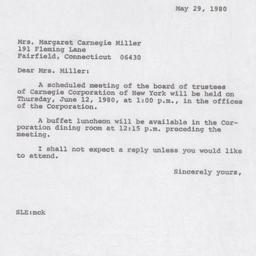 May 29, 1980
Mrs. Margaret Carnegie Miller
191 Fleming Lane
Fairfield, Connecticut 06430
Dear Mrs. Miller:
A scheduled meeting of the board of trustees
of Carnegie Corporation of New York will be held on
Thursday, June 12, 1980, at 1:00 p.m., in the offices
of the Corporation.
A buffet luncheon will be available in the Cor-
poration dining room at 12:15 p.m. preceding the
meeting.
I shall not expect a reply unless you would like
to attend.
Sincerely yours,
SLE:mck